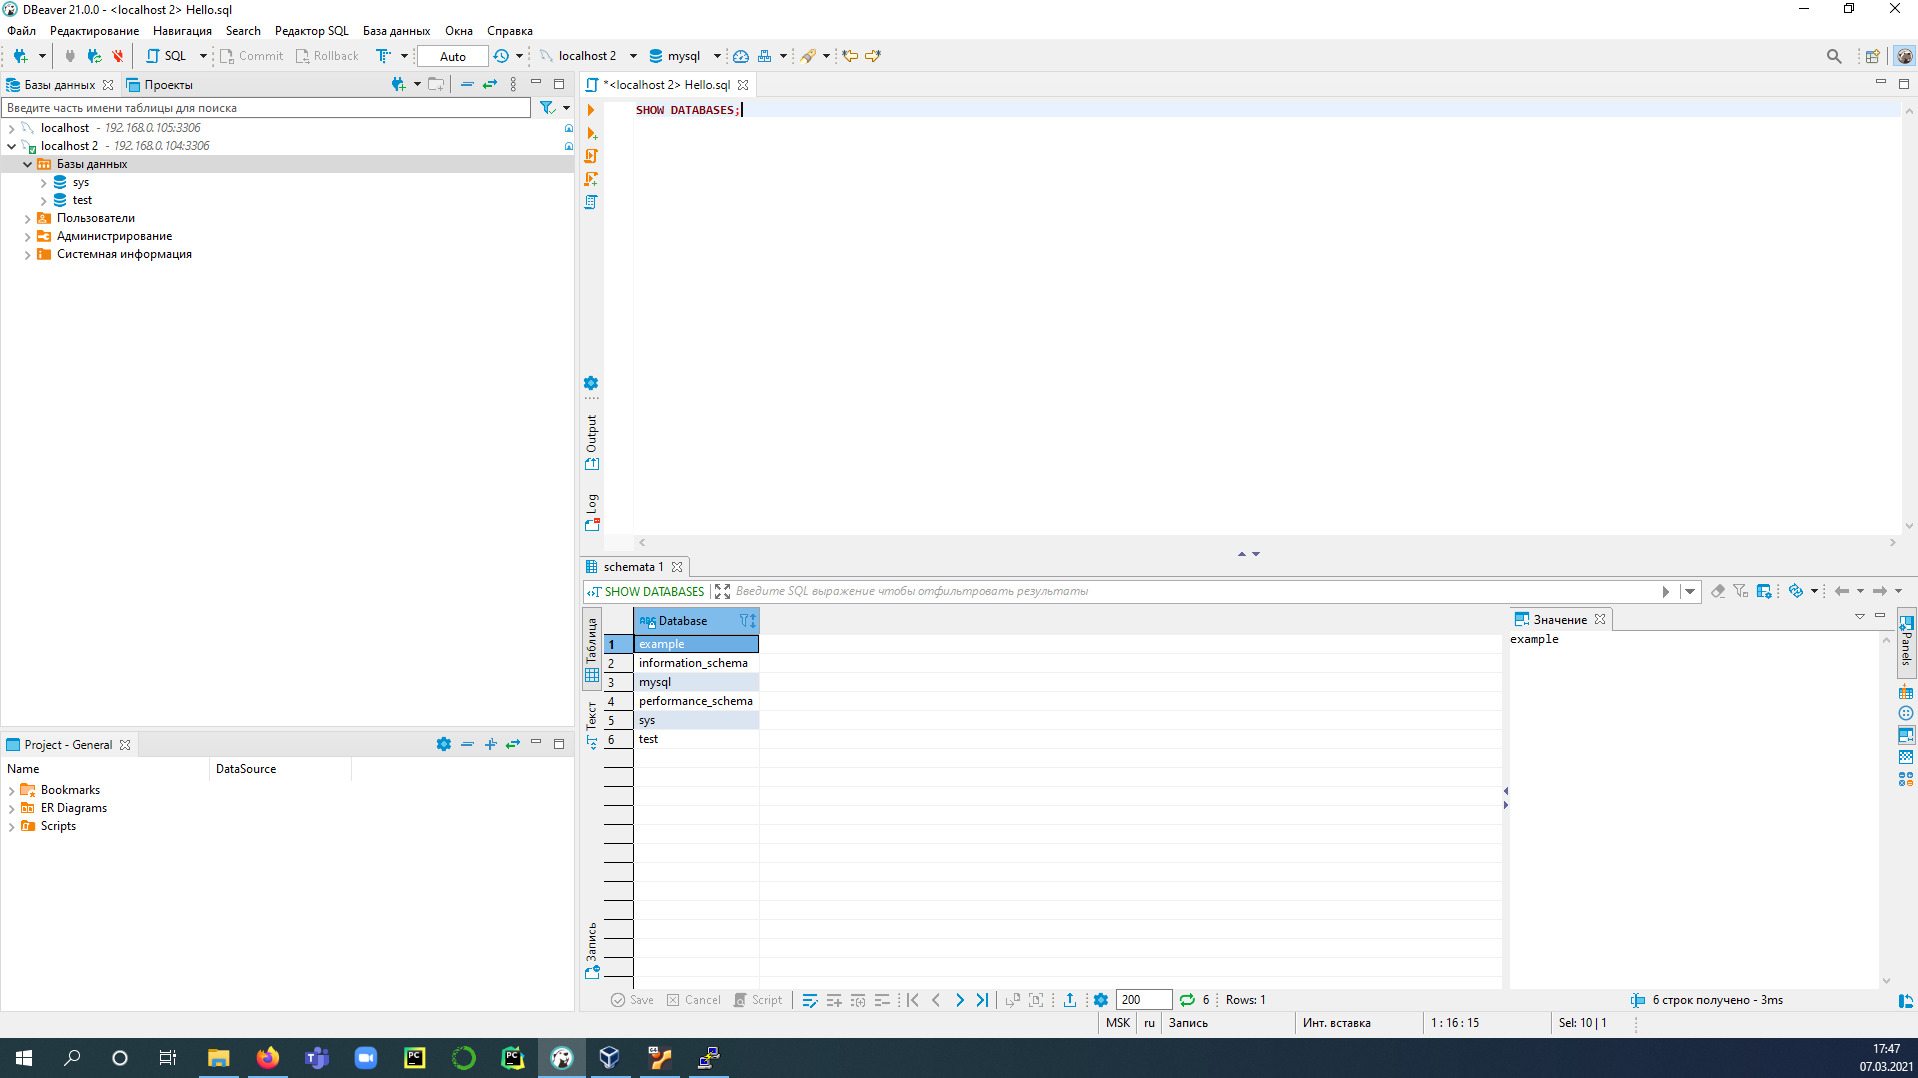 DBeaver 21.0.0 - <localhost 2> Hello.sql
Файл Редактирование Навигация Search Редактор SQL База данных Окна Справка
SQL Commit Rollback Auto localhost 2 mysql
Базы данных Проекты
Введите часть имени таблицы для поиска
localhost - 192.168.0.105:3306
localhost 2 - 192.168.0.104:3306
Базы данных
sys
test
Пользователи
Администрирование
Системная информация
Project - General
Name DataSource
Bookmarks
ER Diagrams
Scripts
*<localhost 2> Hello.sql
SHOW DATABASES;
Output
Log
schemata 1
SHOW DATABASES Введите SQL выражение чтобы отфильтровать результаты
Таблица
Текст
Запись
ABC Database
1 example
2 information_schema
3 mysql
4 performance_schema
5 sys
6 test
Значение
example
Panels
Save Cancel Script 200 6 Rows: 1
6 строк получено - 3ms
MSK ru Запись Инт. вставка 1 : 16 : 15 Sel: 10 | 1
PC PC
17:47
07.03.2021